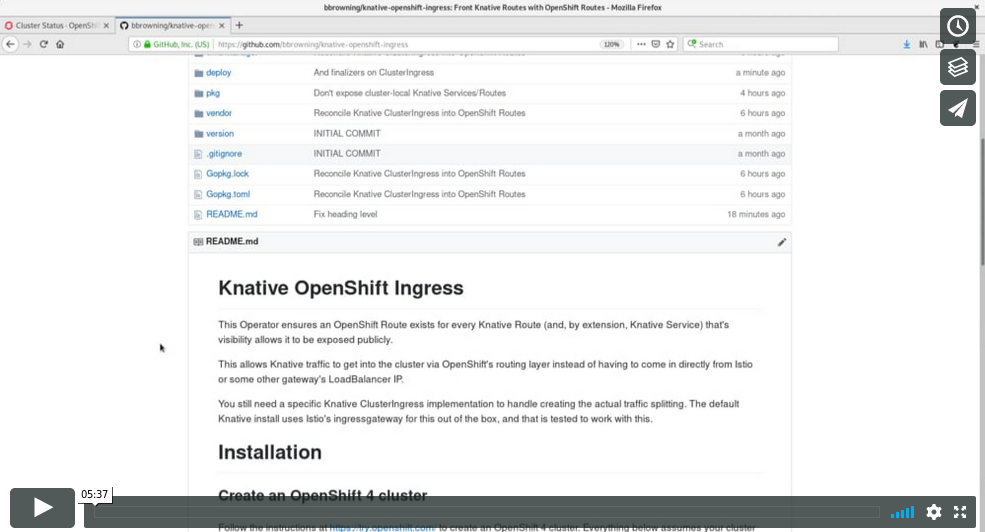 bbrowning/knative-openshift-ingress: Front Knative Routes with OpenShift Routes - Mozilla Firefox
Cluster Status · OpenSh
bbrowning/knative-open
GitHub, Inc. (US)
https://github.com/bbrowning/knative-openshift-ingress
120%
Search
deploy And finalizers on ClusterIngress a minute ago
pkg Don't expose cluster-local Knative Services/Routes 4 hours ago
vendor Reconcile Knative ClusterIngress into OpenShift Routes 6 hours ago
version INITIAL COMMIT a month ago
.gitignore INITIAL COMMIT a month ago
Gopkg.lock Reconcile Knative ClusterIngress into OpenShift Routes 6 hours ago
Gopkg.toml Reconcile Knative ClusterIngress into OpenShift Routes 6 hours ago
README.md Fix heading level 18 minutes ago
README.md
Knative OpenShift Ingress
This Operator ensures an OpenShift Route exists for every Knative Route (and, by extension, Knative Service) that's
visibility allows it to be exposed publicly.
This allows Knative traffic to get into the cluster via OpenShift's routing layer instead of having to come in directly from Istio
or some other gateway's LoadBalancer IP.
You still need a specific Knative ClusterIngress implementation to handle creating the actual traffic splitting. The default
Knative install uses Istio's ingressgateway for this out of the box, and that is tested to work with this.
Installation
Create an OpenShift 4 cluster
05:37
Follow the instructions at https://try.openshift.com/ to create an OpenShift 4 cluster. Everything below assumes your cluster